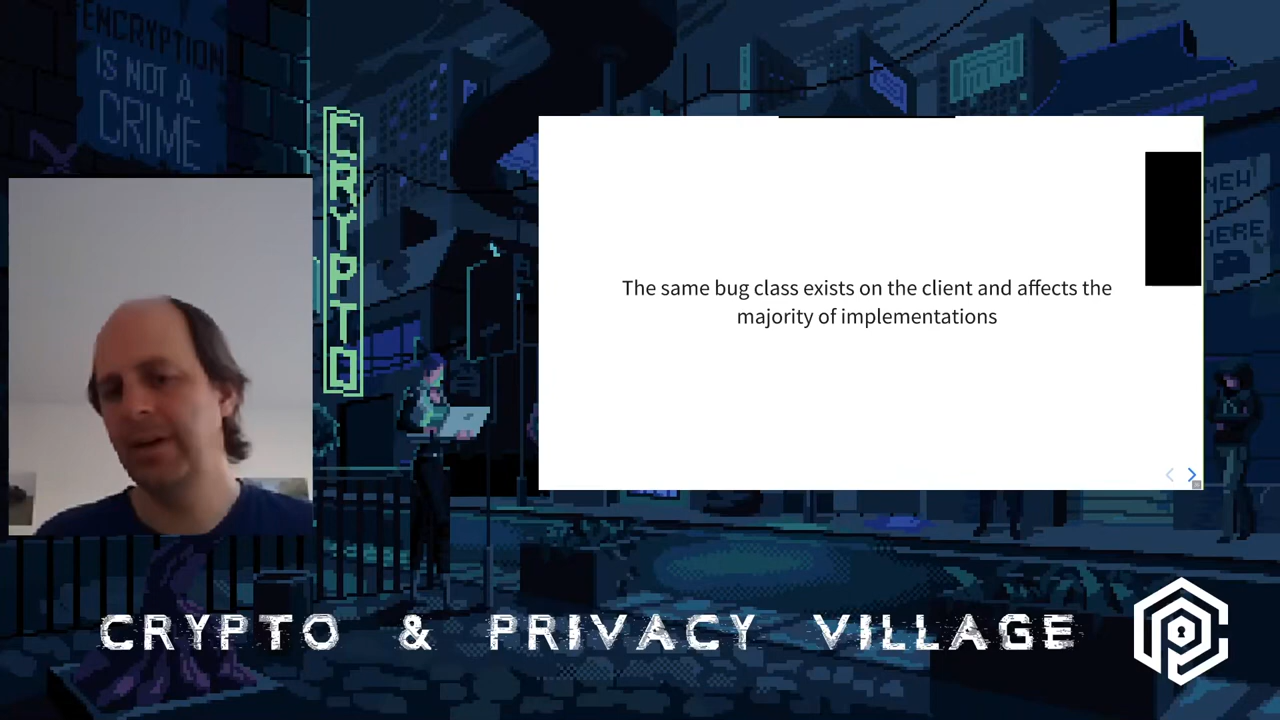 ENCRYPTION
IS NOT A
CRIME
CRYPTO
The same bug class exists on the client and affects the
majority of implementations
NEW
TO
HERE
CRYPTO & PRIVACY VILLAGE